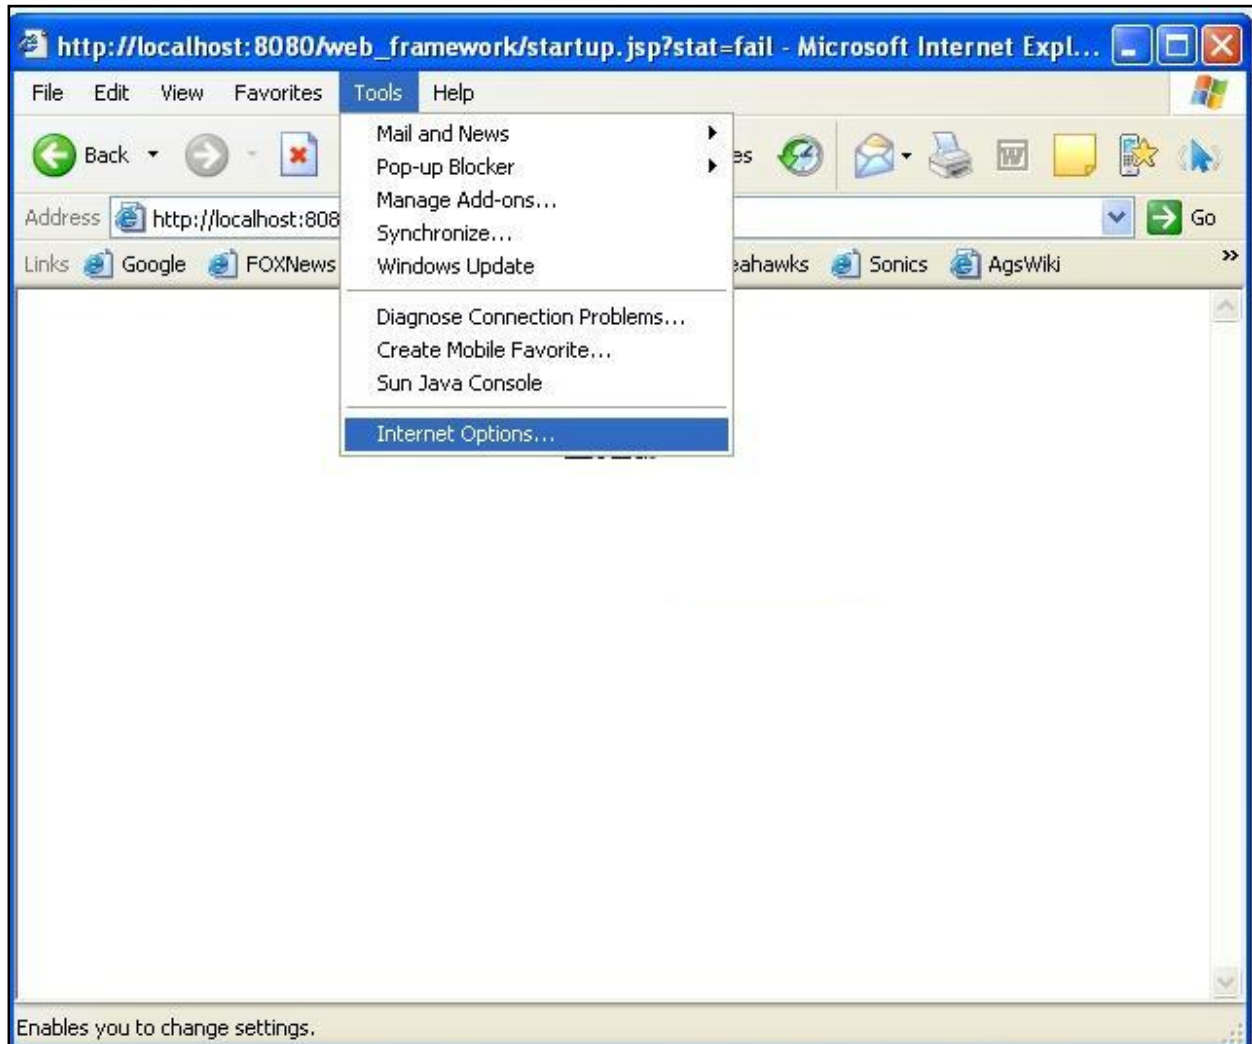 http://localhost:8080/web_framework/startup.jsp?stat=fail - Microsoft Internet Expl...
File Edit View Favorites Tools Help
Back
Mail and News
Pop-up Blocker
Manage Add-ons...
Synchronize...
Windows Update
Diagnose Connection Problems...
Create Mobile Favorite...
Sun Java Console
Internet Options...
Address http://localhost:808 Go
Links Google FOXNews Sonics AgsWiki
Enables you to change settings.